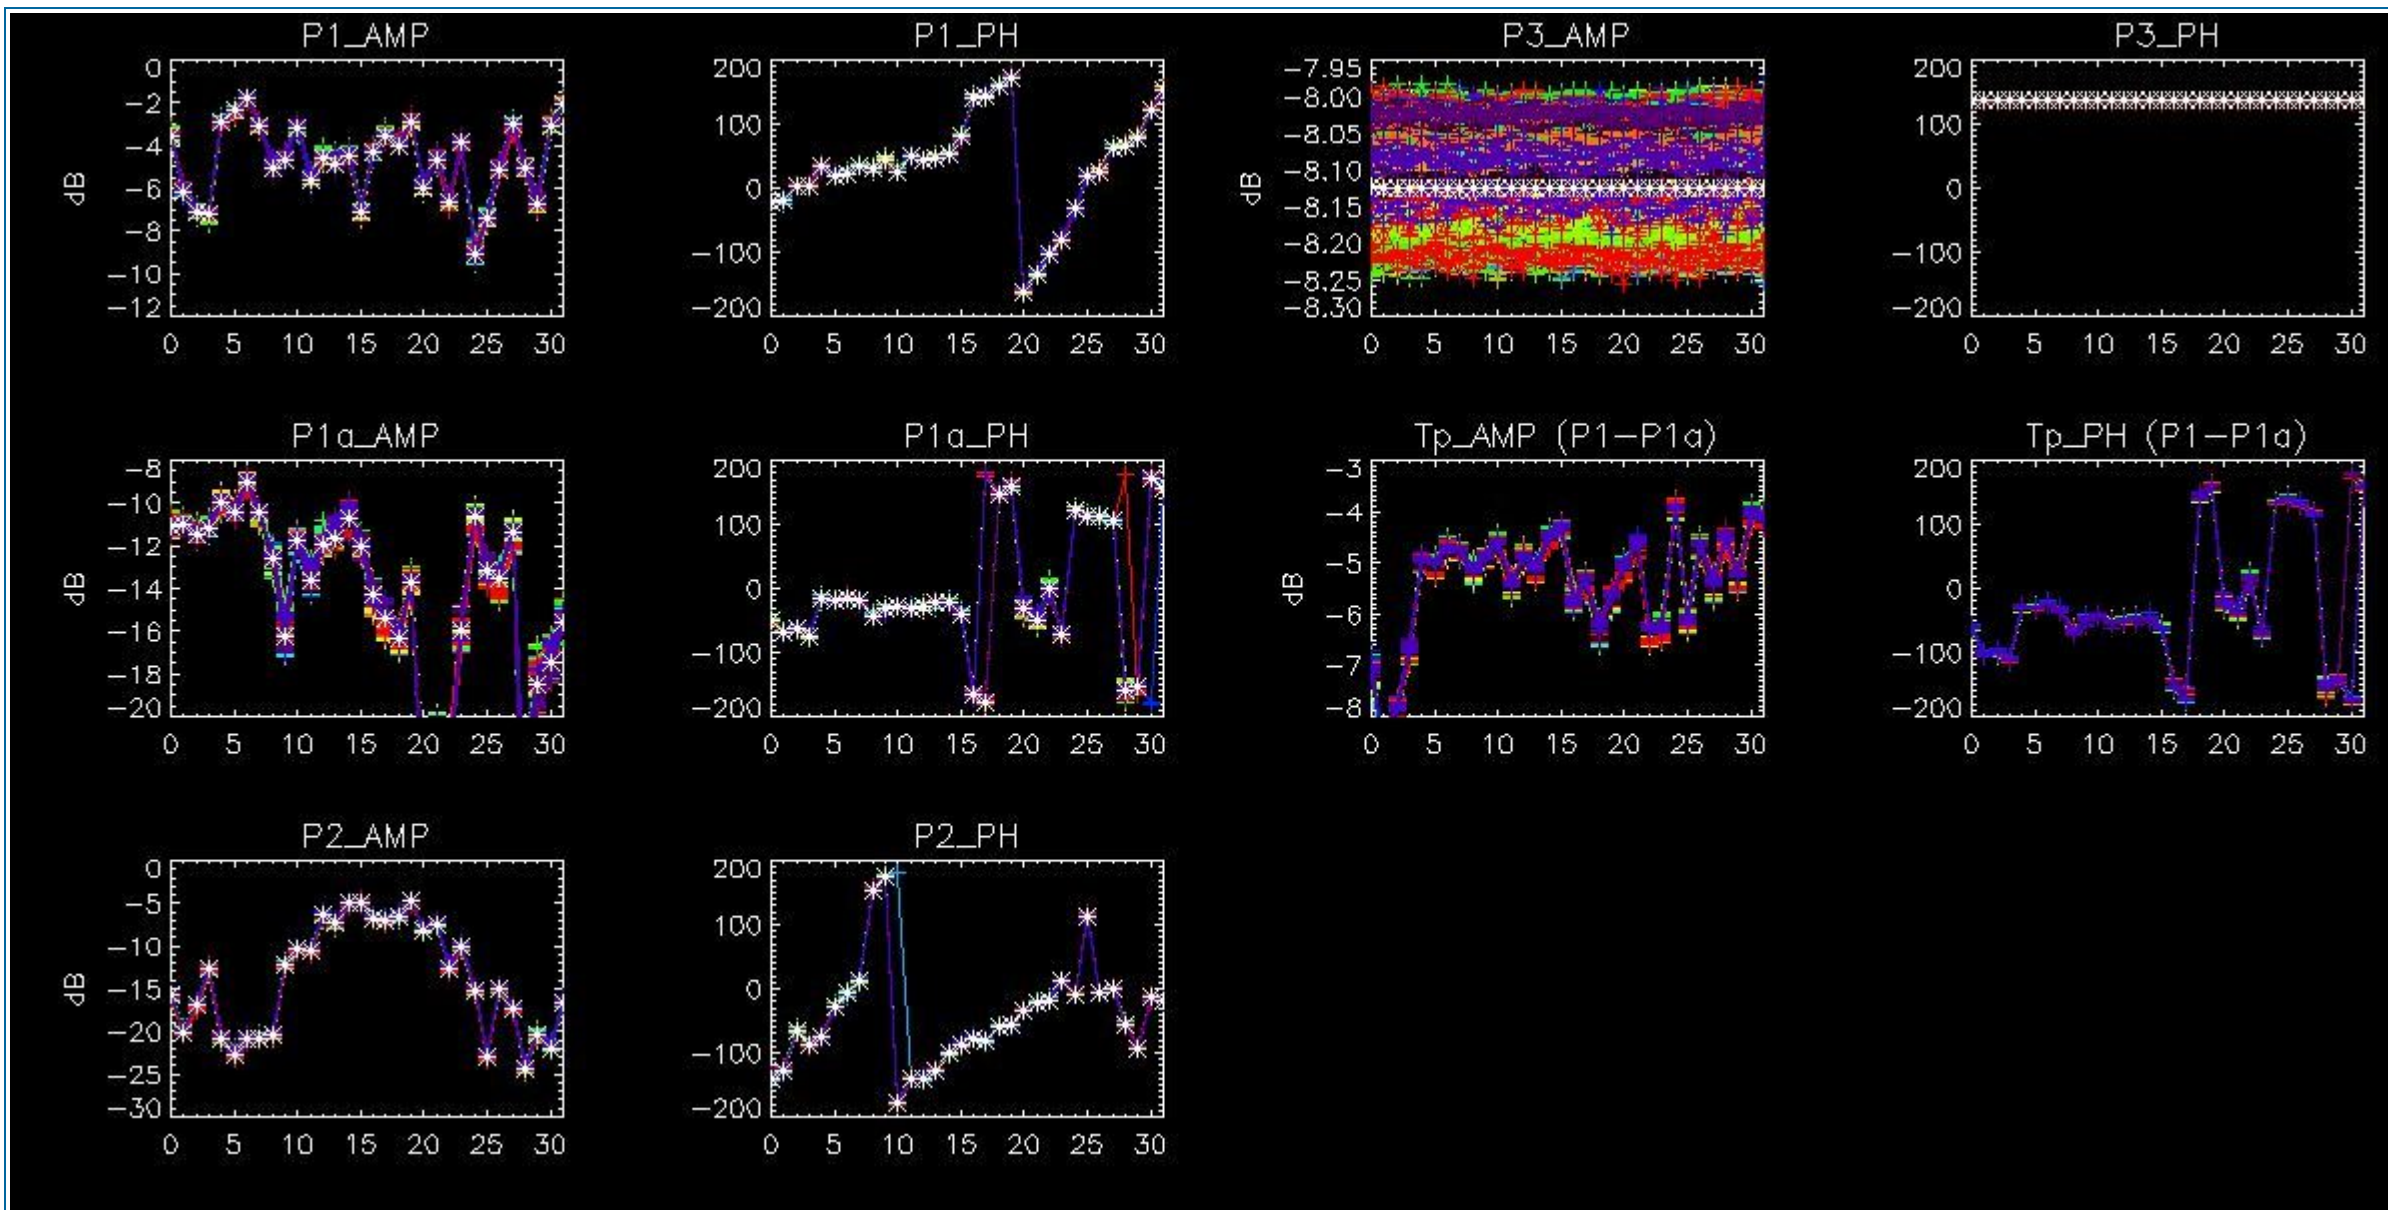 P1_AMP
P1_PH
P3_AMP
P3_PH
0
−2
−4
−6
−8
−10
−12
dB
0 5 10 15 20 25 30
200
100
0
−100
−200
0 5 10 15 20 25 30
−7.95
−8.00
−8.05
−8.10
−8.15
−8.20
−8.25
−8.30
dB
0 5 10 15 20 25 30
200
100
0
−100
−200
0 5 10 15 20 25 30
P1a_AMP
P1a_PH
Tp_AMP (P1−P1a)
Tp_PH (P1−P1a)
−8
−10
−12
−14
−16
−18
−20
dB
0 5 10 15 20 25 30
200
100
0
−100
−200
0 5 10 15 20 25 30
−3
−4
−5
−6
−7
−8
dB
0 5 10 15 20 25 30
200
100
0
−100
−200
0 5 10 15 20 25 30
P2_AMP
P2_PH
0
−5
−10
−15
−20
−25
−30
dB
0 5 10 15 20 25 30
200
100
0
−100
−200
0 5 10 15 20 25 30